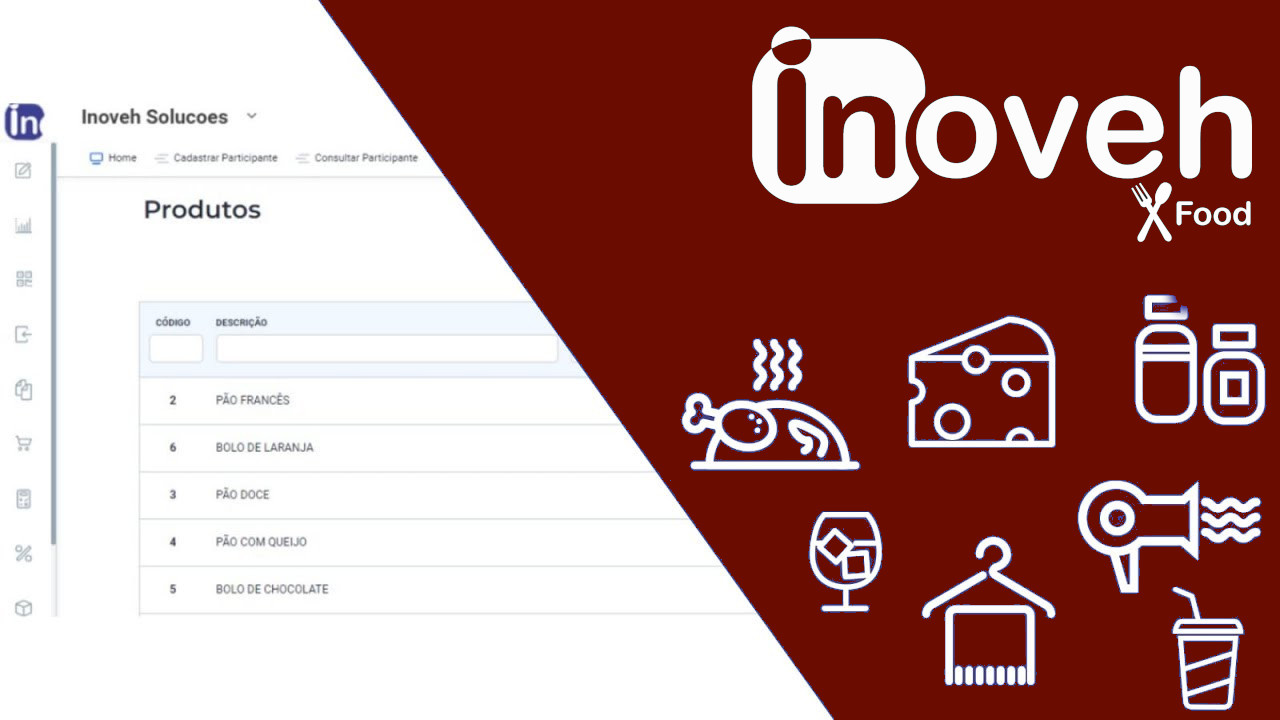 In
Inoveh Solucoes
Home Cadastrar Participante Consultar Participante
Produtos
CÓDIGO DESCRIÇÃO
2 PÃO FRANCÊS
6 BOLO DE LARANJA
3 PÃO DOCE
4 PÃO COM QUEIJO
5 BOLO DE CHOCOLATE
inoveh
Food